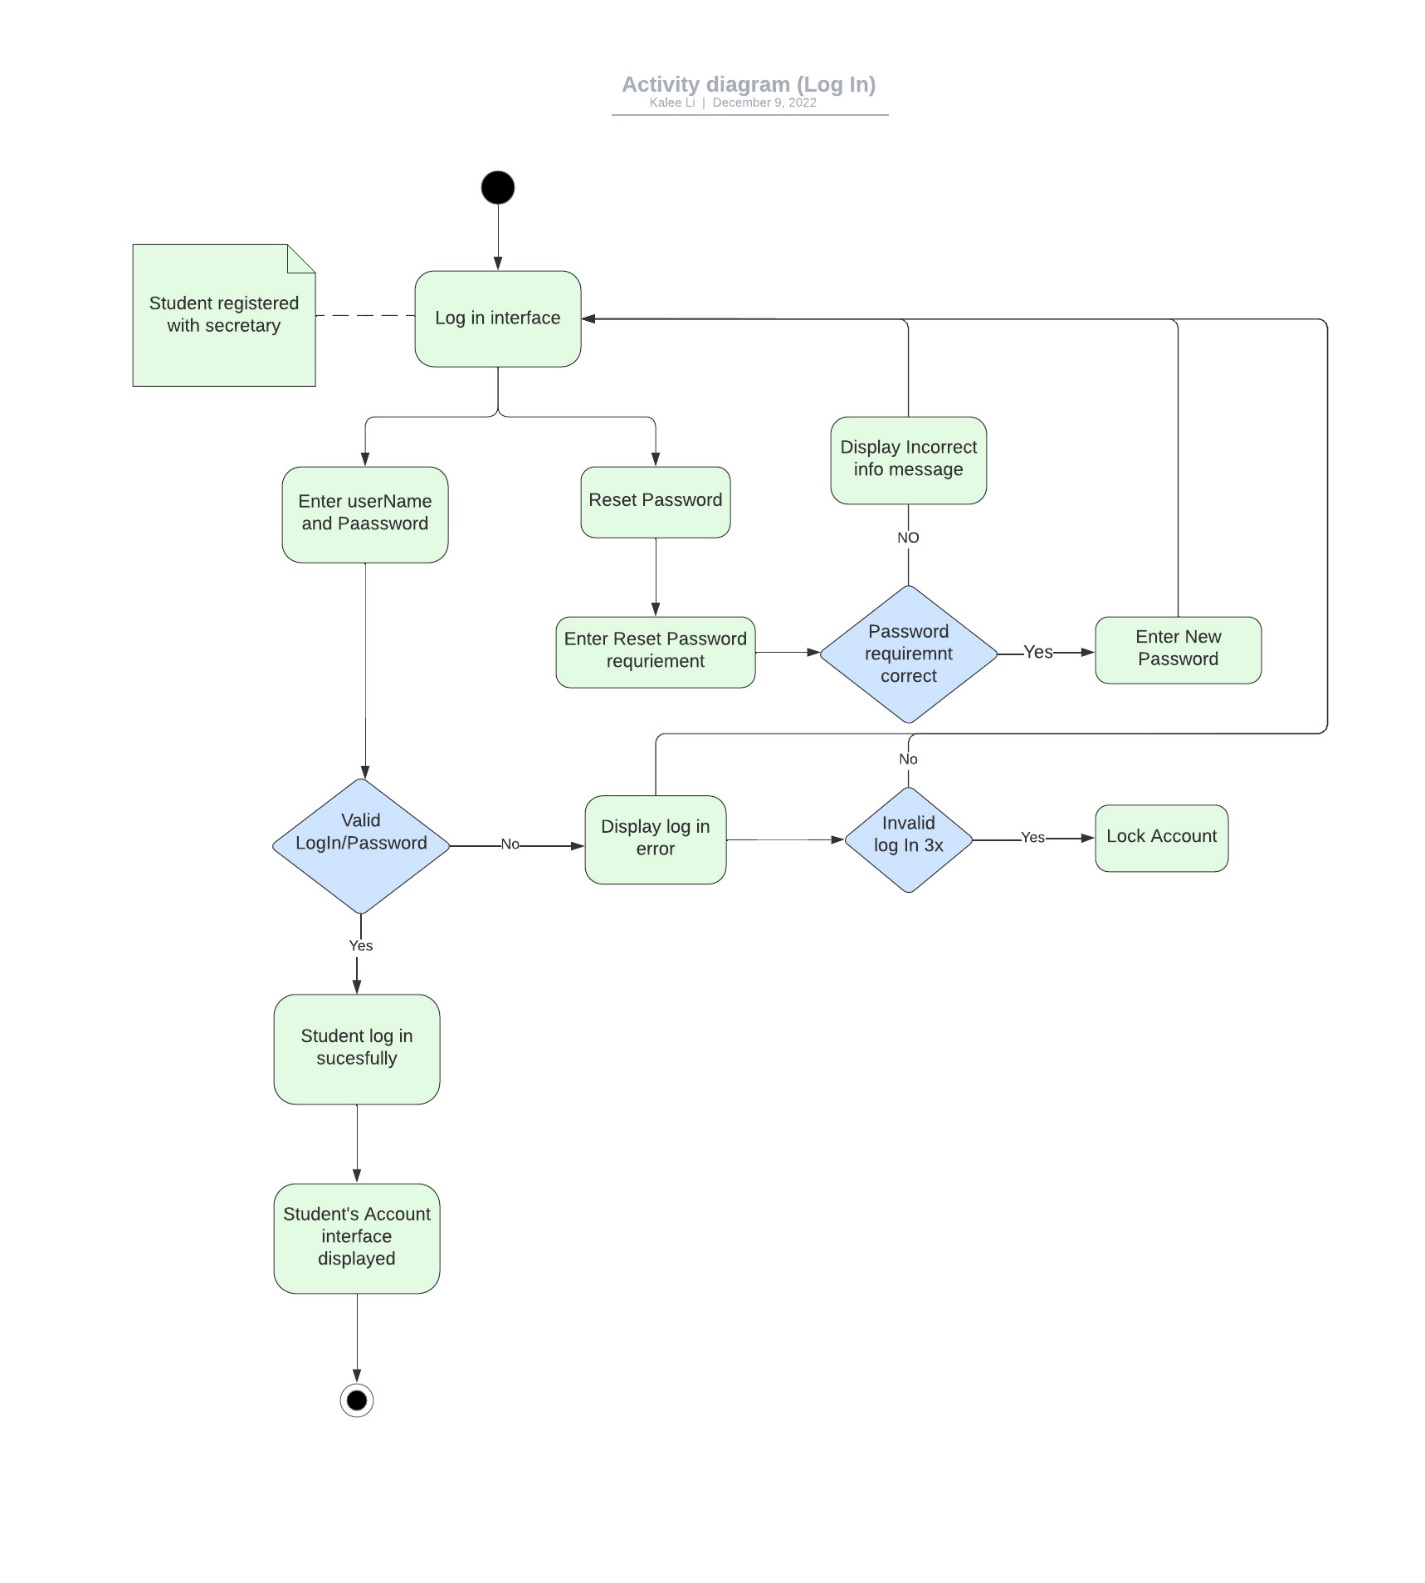 Activity diagram (Log In)
Kalee Li | December 9, 2022
Student registered
with secretary
Log in interface
Enter userName
and Paassword
Reset Password
Display Incorrect
info message
NO
Enter Reset Password
requriement
Password
requiremnt
correct
Yes
Enter New
Password
Valid
LogIn/Password
No
Display log in
error
No
Invalid
log In 3x
Yes
Lock Account
Yes
Student log in
sucesfully
Student's Account
interface
displayed